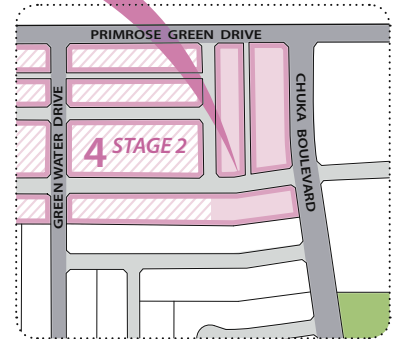 PRIMROSE GREEN DRIVE
GREEN WATER DRIVE
CHUKA BOULEVARD
4 STAGE 2